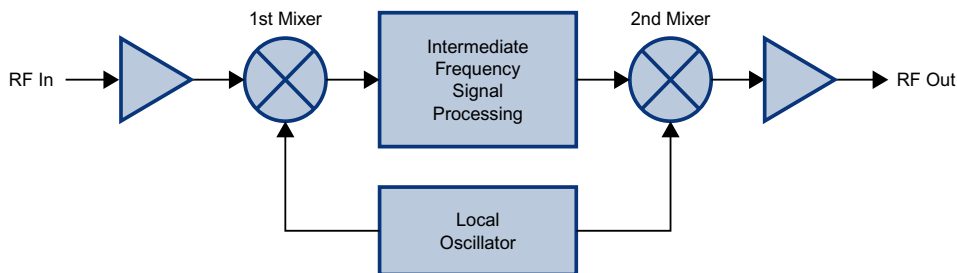 1st Mixer
2nd Mixer
RF In
Intermediate
Frequency
Signal
Processing
RF Out
Local
Oscillator